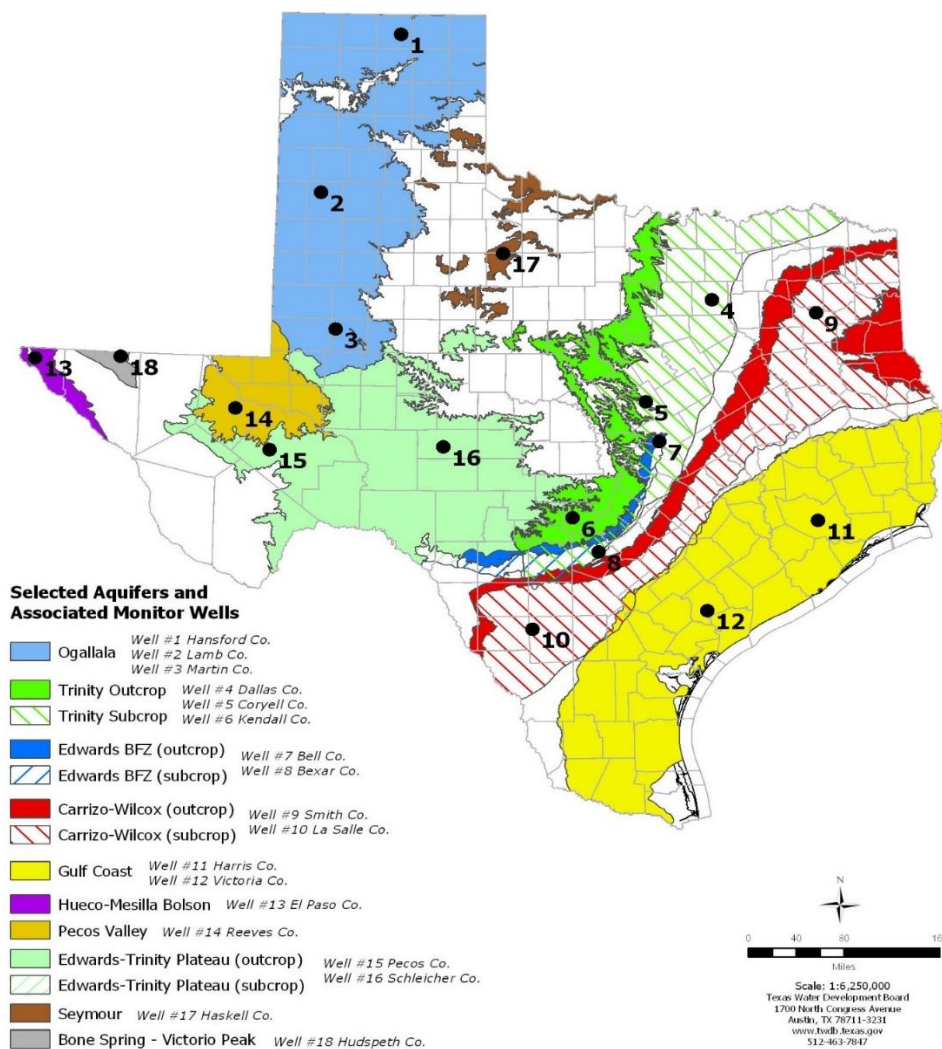 1
2
17
3
4
9
13
18
14
5
7
15
16
6
8
11
10
12
Selected Aquifers and
Associated Monitor Wells
Ogallala
Well #1 Hansford Co.
Well #2 Lamb Co.
Well #3 Martin Co.
Trinity Outcrop
Trinity Subcrop
Well #4 Dallas Co.
Well #5 Coryell Co.
Well #6 Kendall Co.
Edwards BFZ (outcrop)
Edwards BFZ (subcrop)
Well #7 Bell Co.
Well #8 Bexar Co.
Carrizo-Wilcox (outcrop)
Carrizo-Wilcox (subcrop)
Well #9 Smith Co.
Well #10 La Salle Co.
Gulf Coast
Well #11 Harris Co.
Well #12 Victoria Co.
Hueco-Mesilla Bolson Well #13 El Paso Co.
Pecos Valley Well #14 Reeves Co.
Edwards-Trinity Plateau (outcrop)
Edwards-Trinity Plateau (subcrop)
Well #15 Pecos Co.
Well #16 Schleicher Co.
Seymour Well #17 Haskell Co.
Bone Spring - Victorio Peak Well #18 Hudspeth Co.
N
0 40 80 16
Miles
Scale: 1:6,250,000
Texas Water Development Board
1700 North Congress Avenue
Austin, TX 78711-3231
www.twdb.texas.gov
512-463-7847